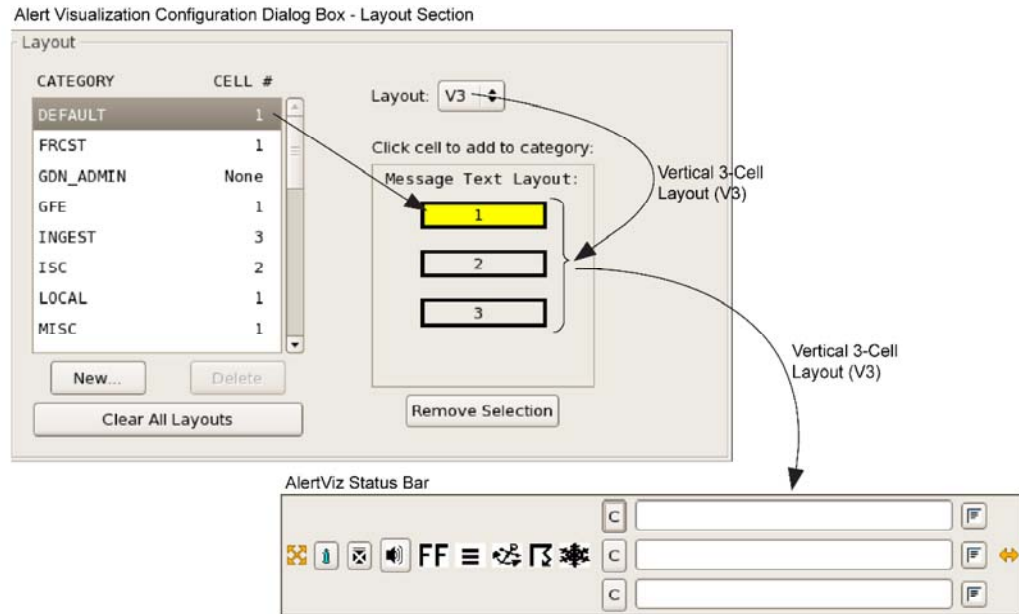 Alert Visualization Configuration Dialog Box - Layout Section
Layout
CATEGORY CELL #
DEFAULT 1
FRCST 1
GDN_ADMIN None
GFE 1
INGEST 3
ISC 2
LOCAL 1
MISC 1
New... Delete
Clear All Layouts
Layout: V3
Click cell to add to category:
Message Text Layout:
1
2
3
Remove Selection
Vertical 3-Cell
Layout (V3)
Vertical 3-Cell
Layout (V3)
AlertViz Status Bar
C
FF C
C